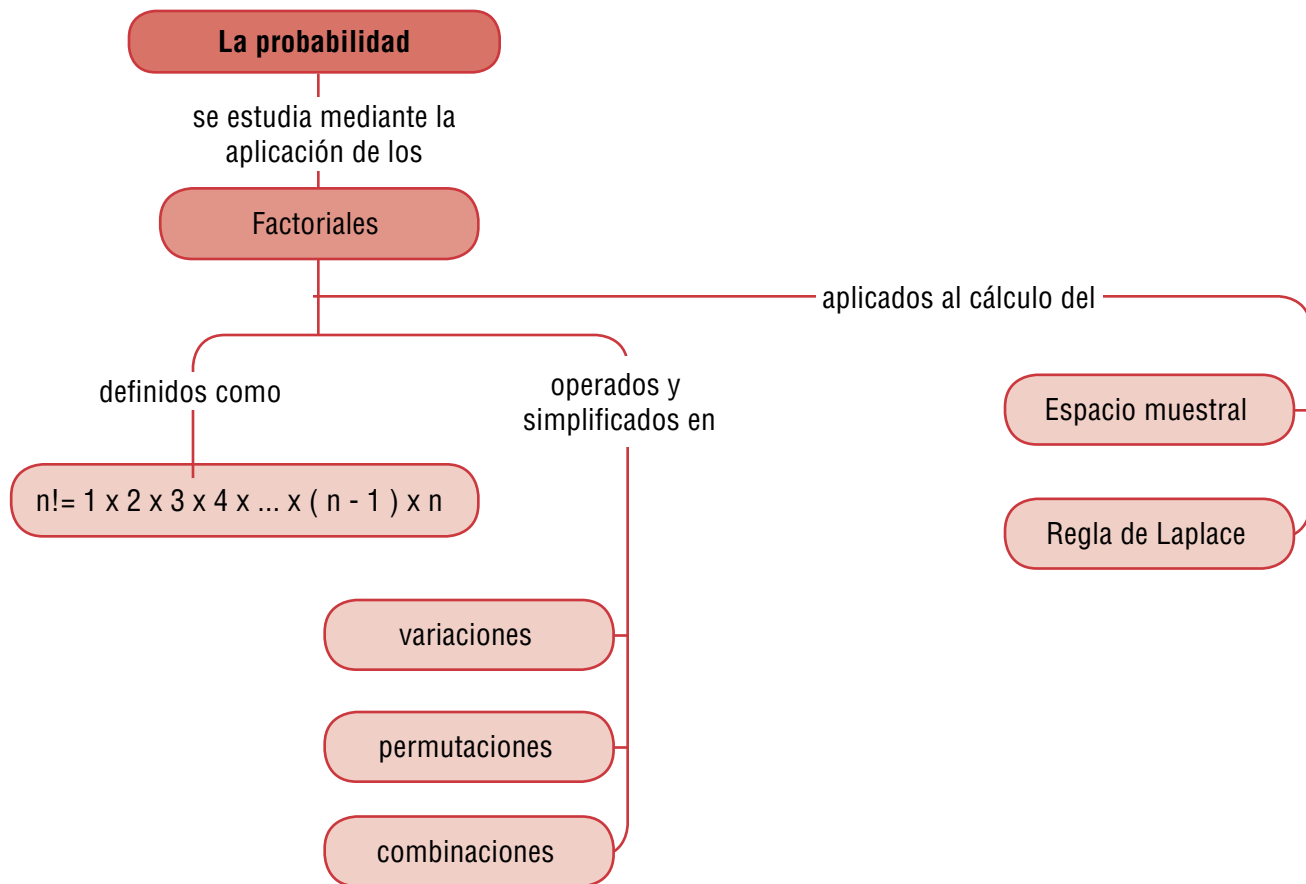 La probabilidad
se estudia mediante la
aplicación de los
Factoriales
aplicados al cálculo del
definidos como
operados y
simplificados en
Espacio muestral
n!= 1 x 2 x 3 x 4 x ... x ( n - 1 ) x n
Regla de Laplace
variaciones
permutaciones
combinaciones